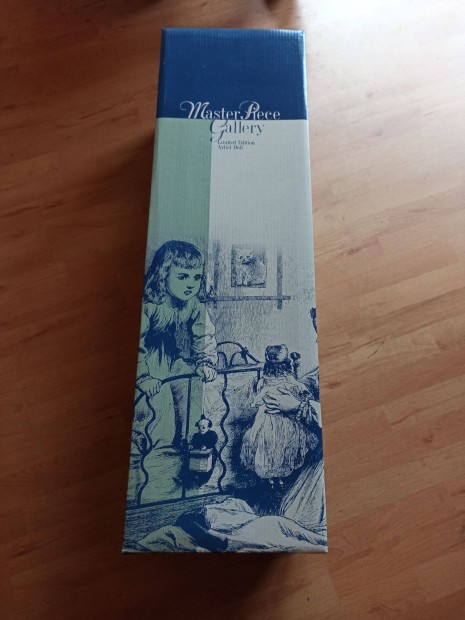 Master Piece
Gallery
Limited Edition
Artist Doll